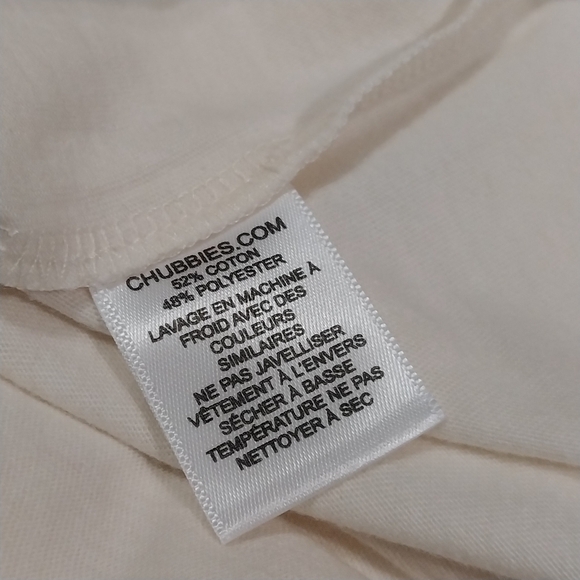 CHUBBIES.COM
52% COTON
48% POLYESTER
LAVAGE EN MACHINE À
FROID AVEC DES
COULEURS
SIMILAIRES
NE PAS JAVELLISER
VÊTEMENT À L'ENVERS
SÉCHER À BASSE
TEMPÉRATURE NE PAS
NETTOYER À SEC